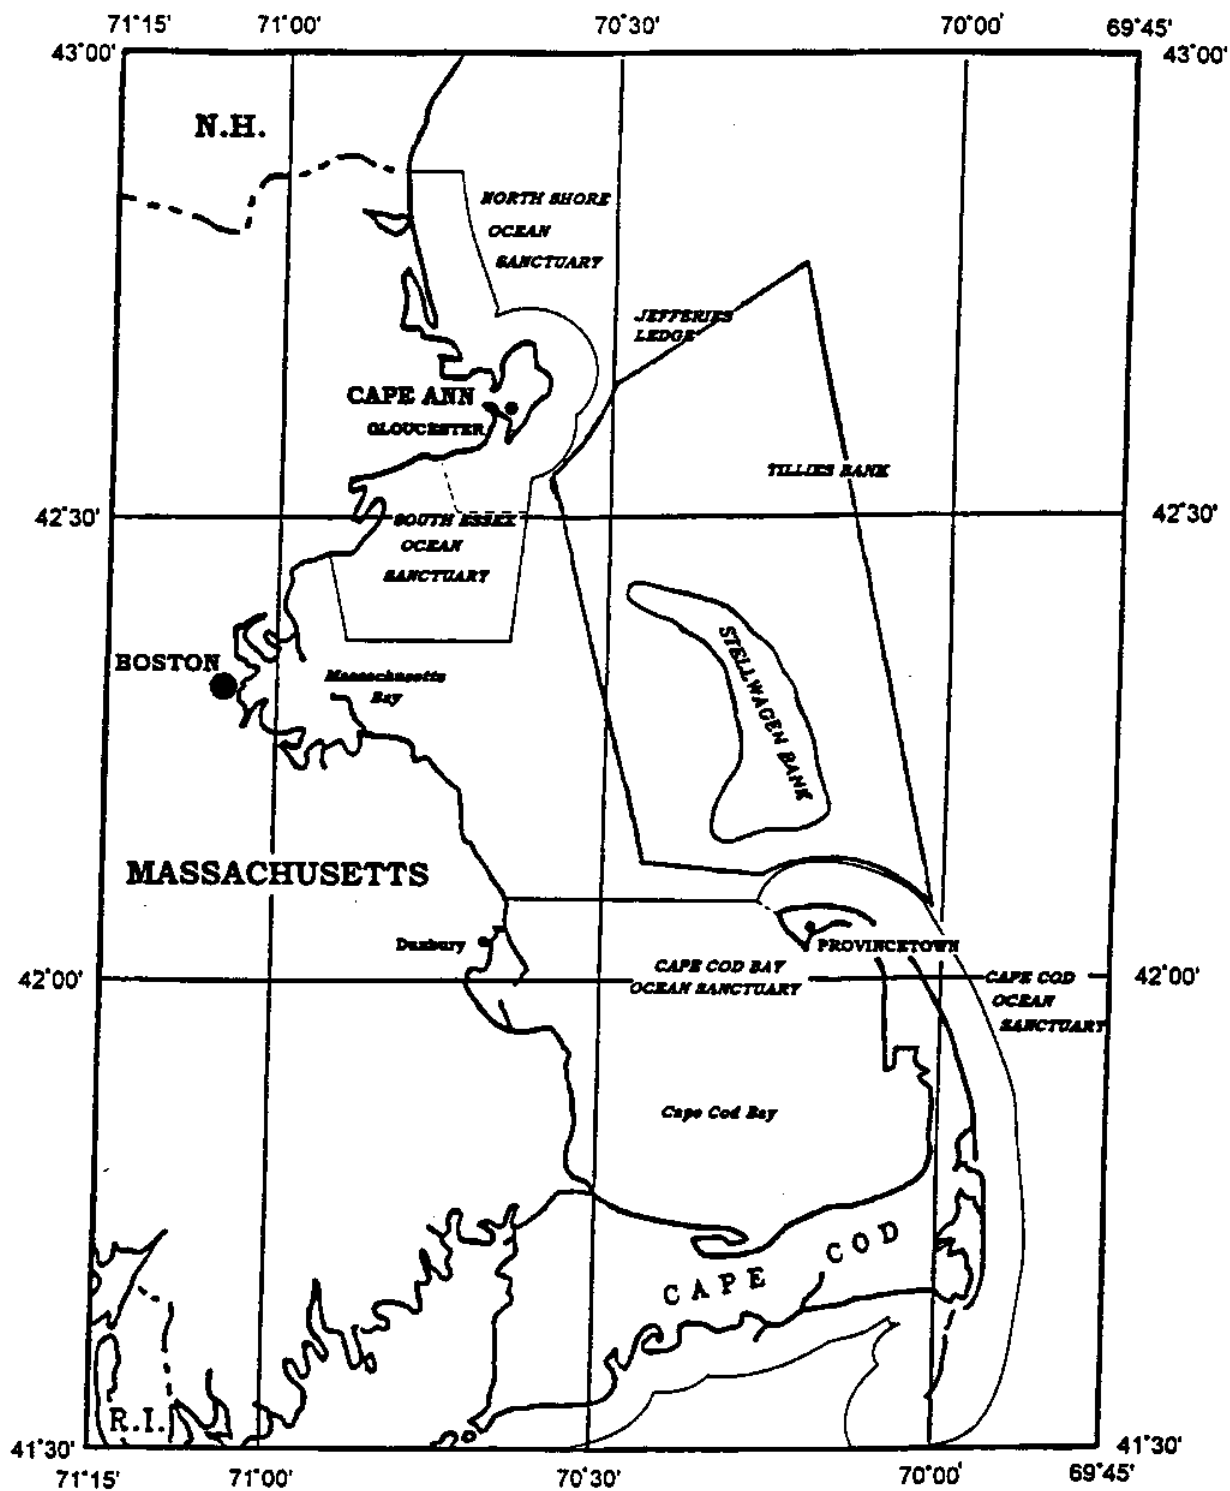 71°15'
71°00'
70°30'
70°00'
69°45'
43°00'
43°00'
N.H.
NORTH SHORE
OCEAN
SANCTUARY
JEFFERIES
LEDGE
CAPE ANN
GLOUCESTER
TILLIES BANK
42°30'
42°30'
SOUTH ESSEX
OCEAN
SANCTUARY
STELLWAGEN BANK
BOSTON
Massachusetts
Bay
MASSACHUSETTS
Duxbury
PROVINCETOWN
CAPE COD BAY
OCEAN SANCTUARY
42°00'
42°00'
CAPE COD
OCEAN
SANCTUARY
Cape Cod Bay
CAPE COD
R.I.
41°30'
41°30'
71°15'
71°00'
70°30'
70°00'
69°45'